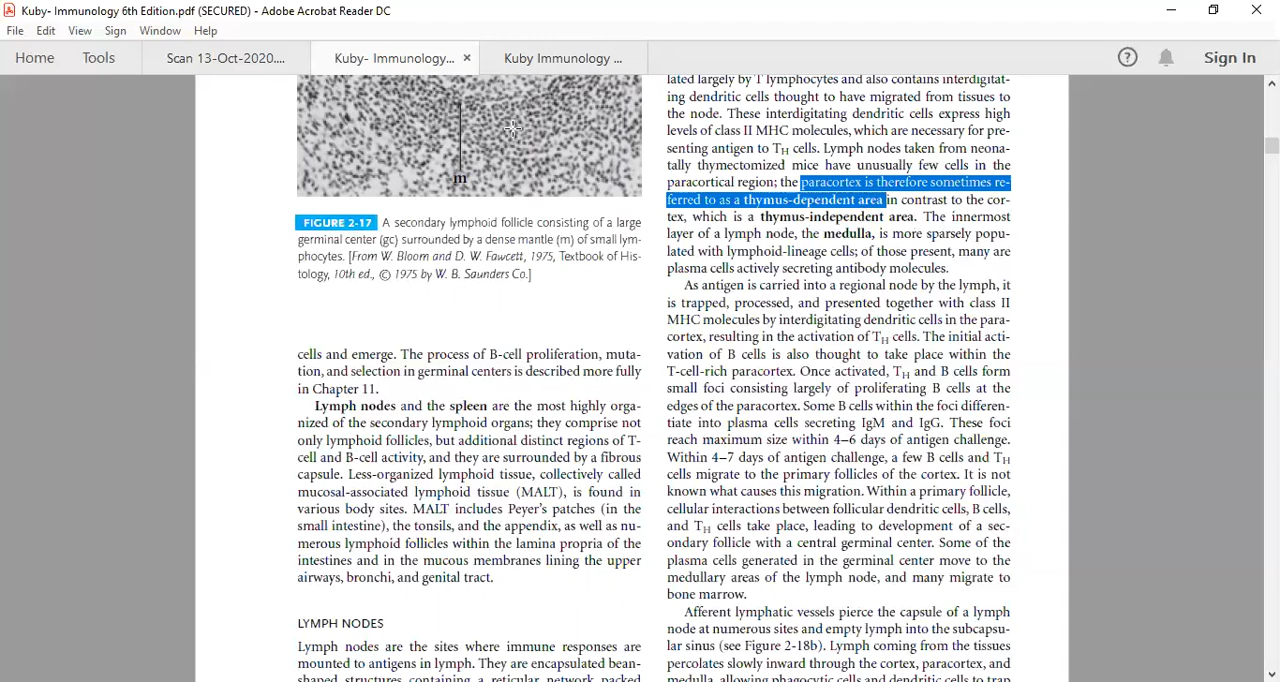 Kuby- Immunology 6th Edition.pdf (SECURED) - Adobe Acrobat Reader DC
File Edit View Sign Window Help
Home Tools Scan 13-Oct-2020.... Kuby- Immunology... × Kuby Immunology ... Sign In
m
FIGURE 2-17 A secondary lymphoid follicle consisting of a large
germinal center (gc) surrounded by a dense mantle (m) of small lym-
phocytes. [From W. Bloom and D. W. Fawcett, 1975, Textbook of His-
tology, 10th ed., © 1975 by W. B. Saunders Co.]
cells and emerge. The process of B-cell proliferation, muta-
tion, and selection in germinal centers is described more fully
in Chapter 11.
Lymph nodes and the spleen are the most highly orga-
nized of the secondary lymphoid organs; they comprise not
only lymphoid follicles, but additional distinct regions of T-
cell and B-cell activity, and they are surrounded by a fibrous
capsule. Less-organized lymphoid tissue, collectively called
mucosal-associated lymphoid tissue (MALT), is found in
various body sites. MALT includes Peyer's patches (in the
small intestine), the tonsils, and the appendix, as well as nu-
merous lymphoid follicles within the lamina propria of the
intestines and in the mucous membranes lining the upper
airways, bronchi, and genital tract.
LYMPH NODES
Lymph nodes are the sites where immune responses are
mounted to antigens in lymph. They are encapsulated bean-
shaped structures containing a reticular network packed
lated largely by T lymphocytes and also contains interdigitat-
ing dendritic cells thought to have migrated from tissues to
the node. These interdigitating dendritic cells express high
levels of class II MHC molecules, which are necessary for pre-
senting antigen to TH cells. Lymph nodes taken from neona-
tally thymectomized mice have unusually few cells in the
paracortical region; the paracortex is therefore sometimes re-
ferred to as a thymus-dependent area in contrast to the cor-
tex, which is a thymus-independent area. The innermost
layer of a lymph node, the medulla, is more sparsely popu-
lated with lymphoid-lineage cells; of those present, many are
plasma cells actively secreting antibody molecules.
As antigen is carried into a regional node by the lymph, it
is trapped, processed, and presented together with class II
MHC molecules by interdigitating dendritic cells in the para-
cortex, resulting in the activation of TH cells. The initial acti-
vation of B cells is also thought to take place within the
T-cell-rich paracortex. Once activated, TH and B cells form
small foci consisting largely of proliferating B cells at the
edges of the paracortex. Some B cells within the foci differen-
tiate into plasma cells secreting IgM and IgG. These foci
reach maximum size within 4–6 days of antigen challenge.
Within 4–7 days of antigen challenge, a few B cells and TH
cells migrate to the primary follicles of the cortex. It is not
known what causes this migration. Within a primary follicle,
cellular interactions between follicular dendritic cells, B cells,
and TH cells take place, leading to development of a sec-
ondary follicle with a central germinal center. Some of the
plasma cells generated in the germinal center move to the
medullary areas of the lymph node, and many migrate to
bone marrow.
Afferent lymphatic vessels pierce the capsule of a lymph
node at numerous sites and empty lymph into the subcapsu-
lar sinus (see Figure 2-18b). Lymph coming from the tissues
percolates slowly inward through the cortex, paracortex, and
medulla, allowing phagocytic cells and dendritic cells to trap